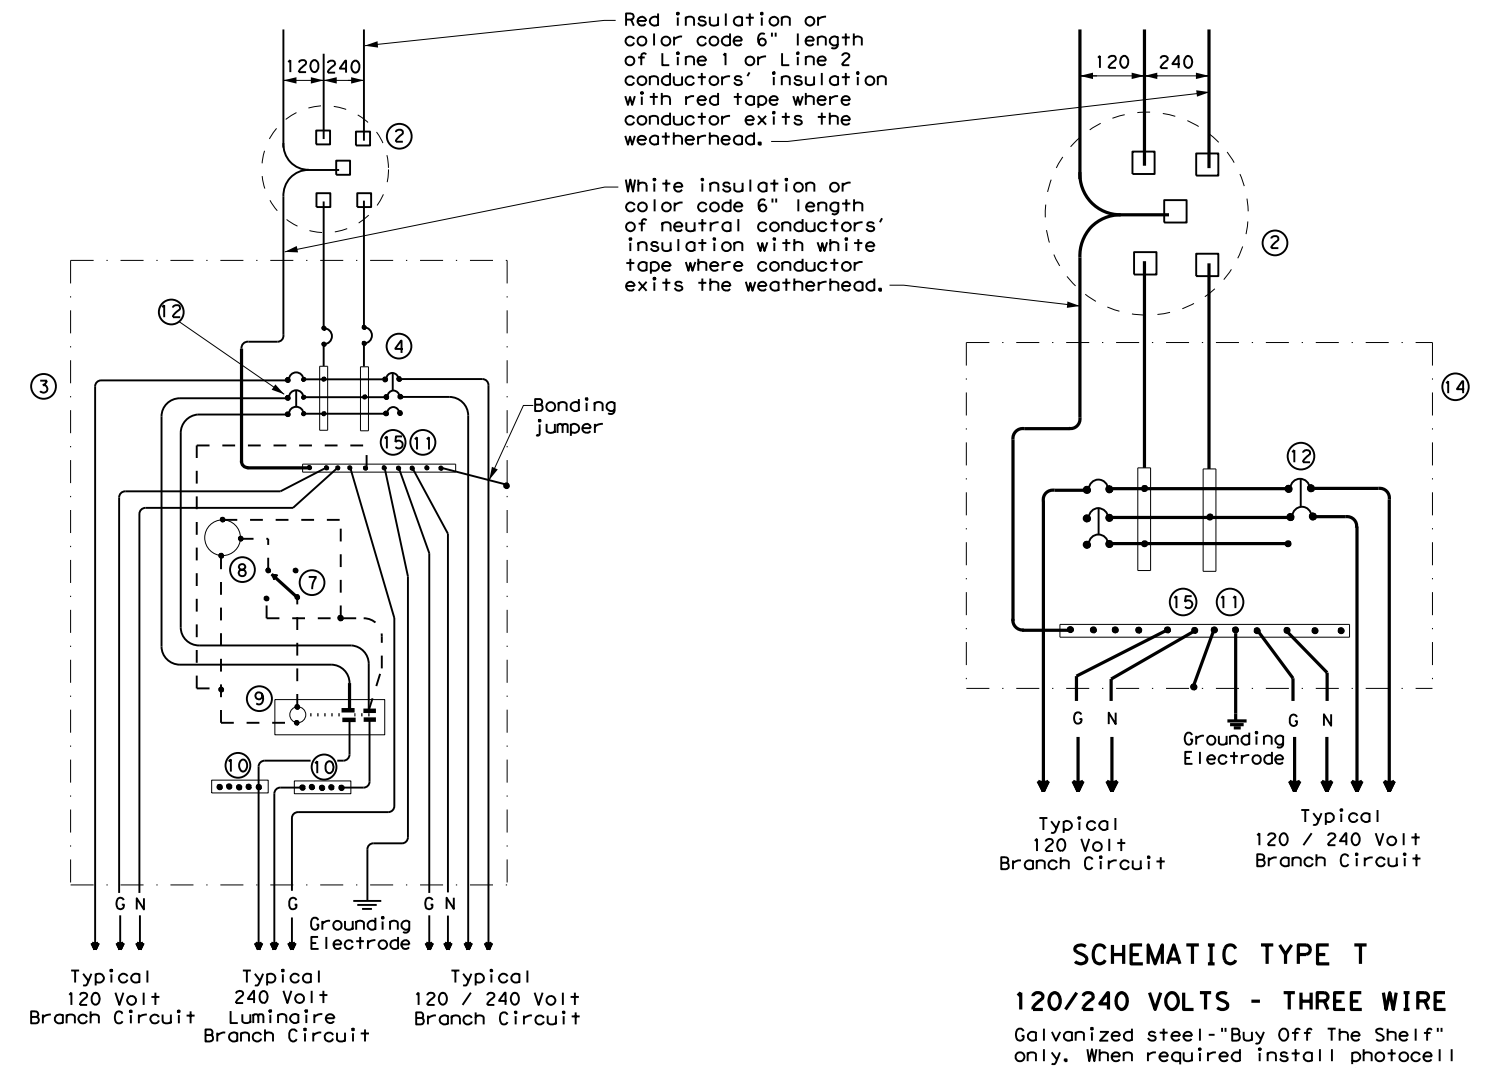 Red insulation or
color code 6" length
of Line 1 or Line 2
conductors' insulation
with red tape where
conductor exits the
weatherhead.
White insulation or
color code 6" length
of neutral conductors'
insulation with white
tape where conductor
exits the weatherhead.
120 240
2
12
4
3
Bonding
jumper
15 11
8
7
9
10
10
G N
G
G N
Grounding
Electrode
Typical
120 Volt
Branch Circuit
Typical
240 Volt
Luminaire
Branch Circuit
Typical
120 / 240 Volt
Branch Circuit
120 240
2
14
12
15 11
G N
G N
Grounding
Electrode
Typical
120 Volt
Branch Circuit
Typical
120 / 240 Volt
Branch Circuit
SCHEMATIC TYPE T
120/240 VOLTS - THREE WIRE
Galvanized steel-"Buy Off The Shelf"
only. When required install photocell